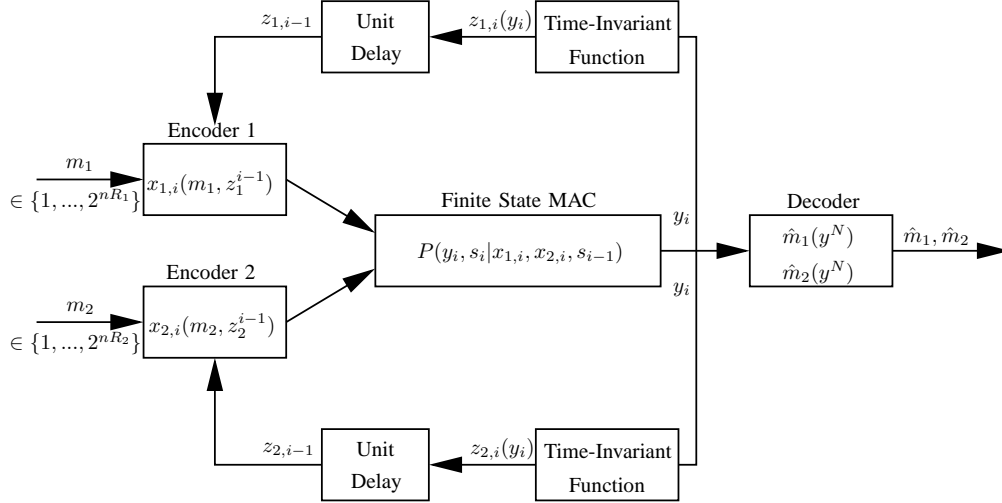 $z_{1,i-1}$
Unit
Delay
$z_{1,i}(y_i)$
Time-Invariant
Function
Encoder 1
$m_1$
$\in \{1, ..., 2^{nR_1}\}$
$x_{1,i}(m_1, z_1^{i-1})$
Finite State MAC
$P(y_i, s_i|x_{1,i}, x_{2,i}, s_{i-1})$
$y_i$
$y_i$
Decoder
$\hat{m}_1(y^N)$
$\hat{m}_2(y^N)$
$\hat{m}_1, \hat{m}_2$
Encoder 2
$m_2$
$\in \{1, ..., 2^{nR_2}\}$
$x_{2,i}(m_2, z_2^{i-1})$
$z_{2,i-1}$
Unit
Delay
$z_{2,i}(y_i)$
Time-Invariant
Function